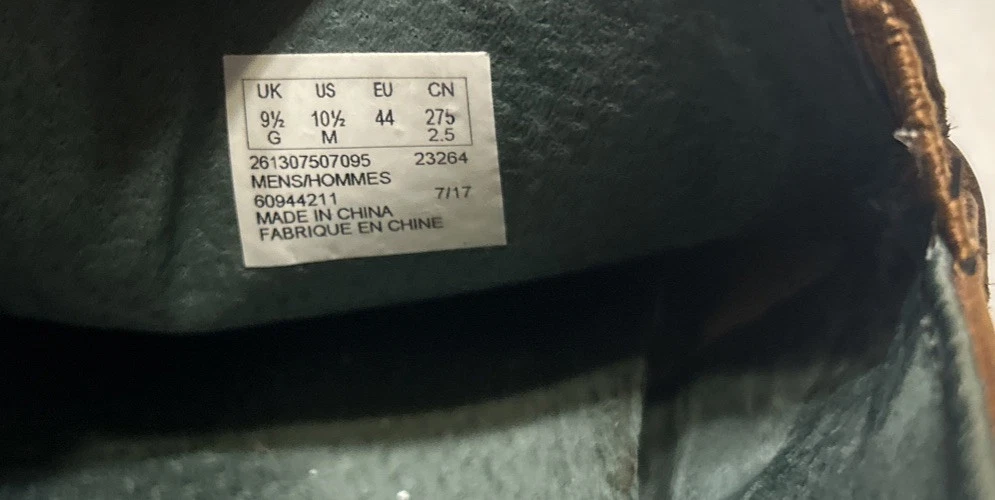 UK US EU CN
9½ 10½ 44 275
G M 2.5
261307507095 23264
MENS/HOMMES
60944211 7/17
MADE IN CHINA
FABRIQUE EN CHINE